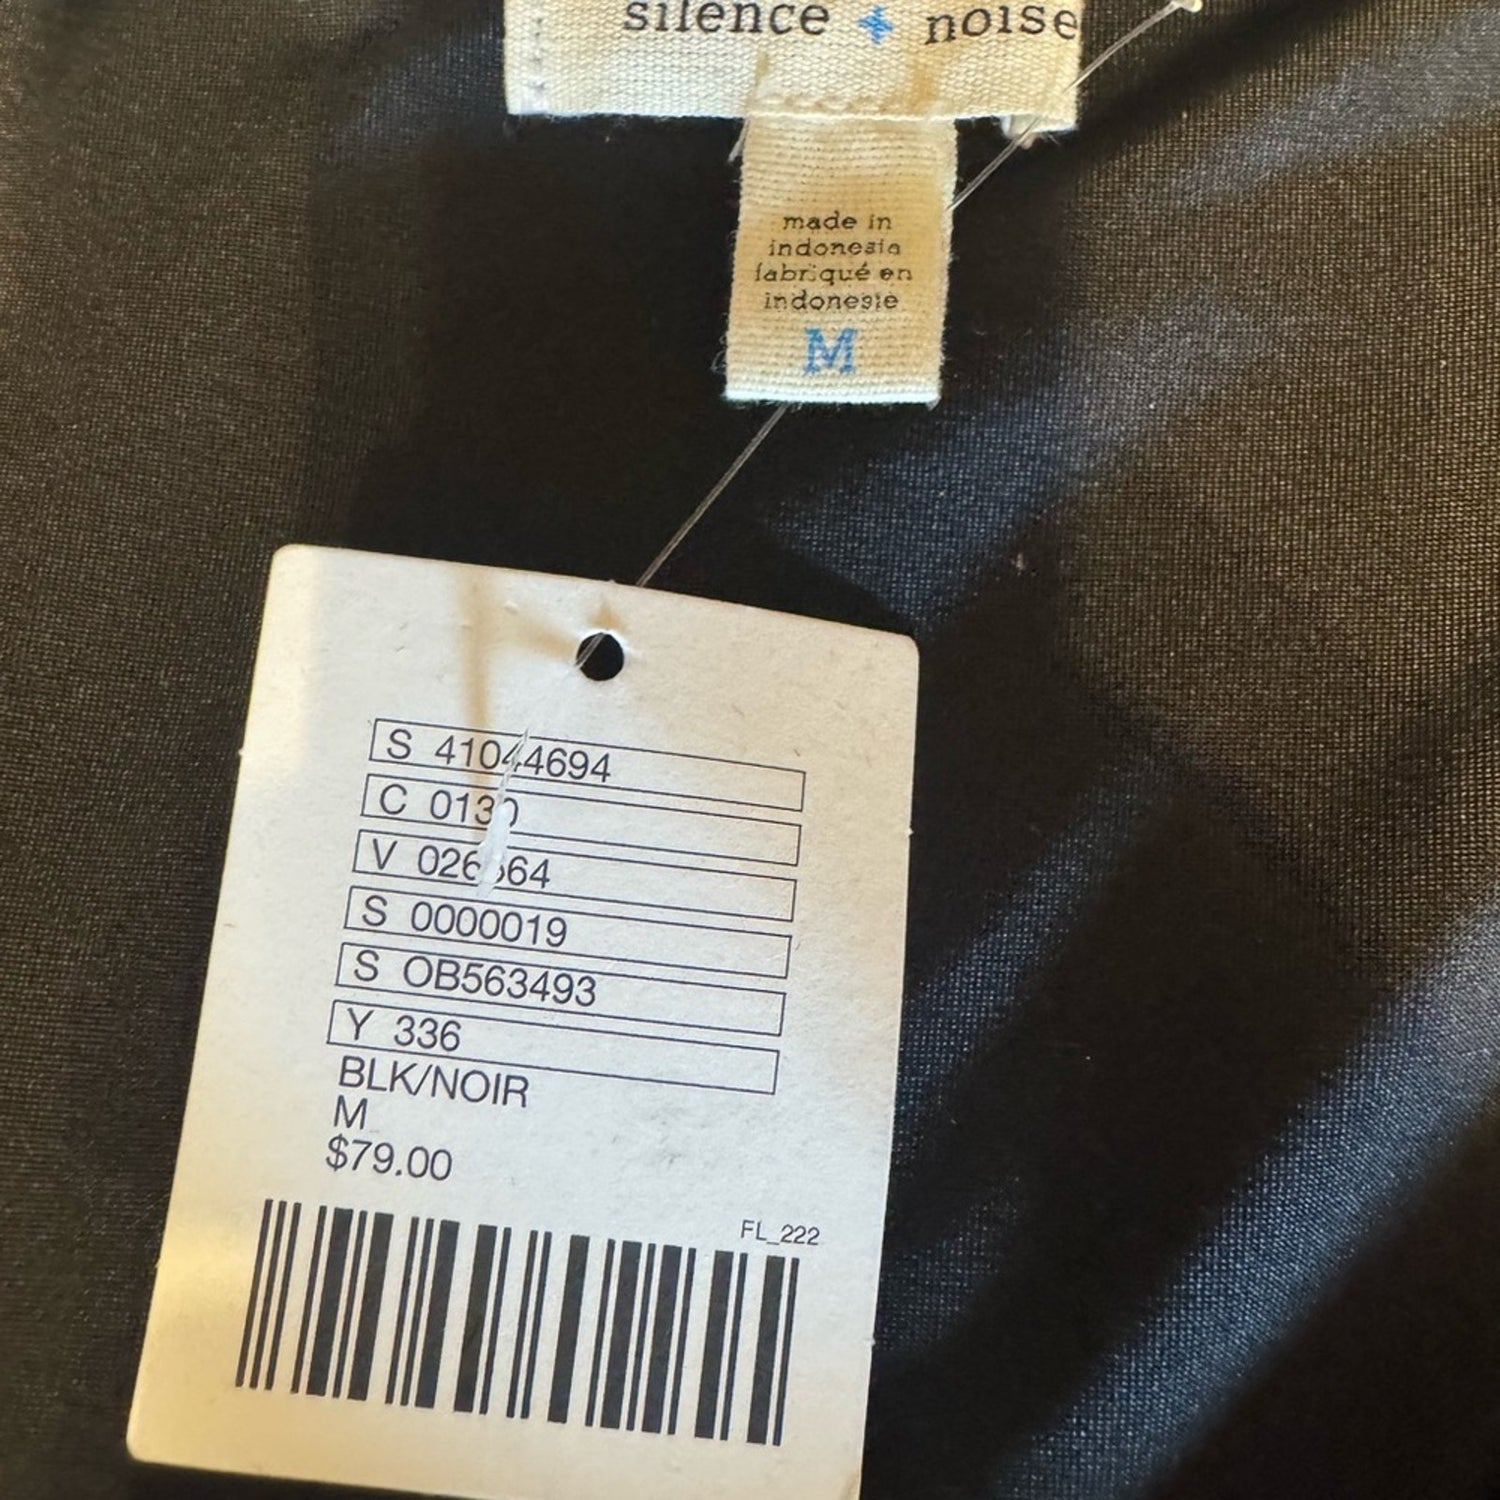 silence + noise
made in
indonesia
fabriqué en
indonesie
M
S 41044694
C 0130
V
S 0000019
S OB563493
Y 336
BLK/NOIR
M
$79.00
FL_222